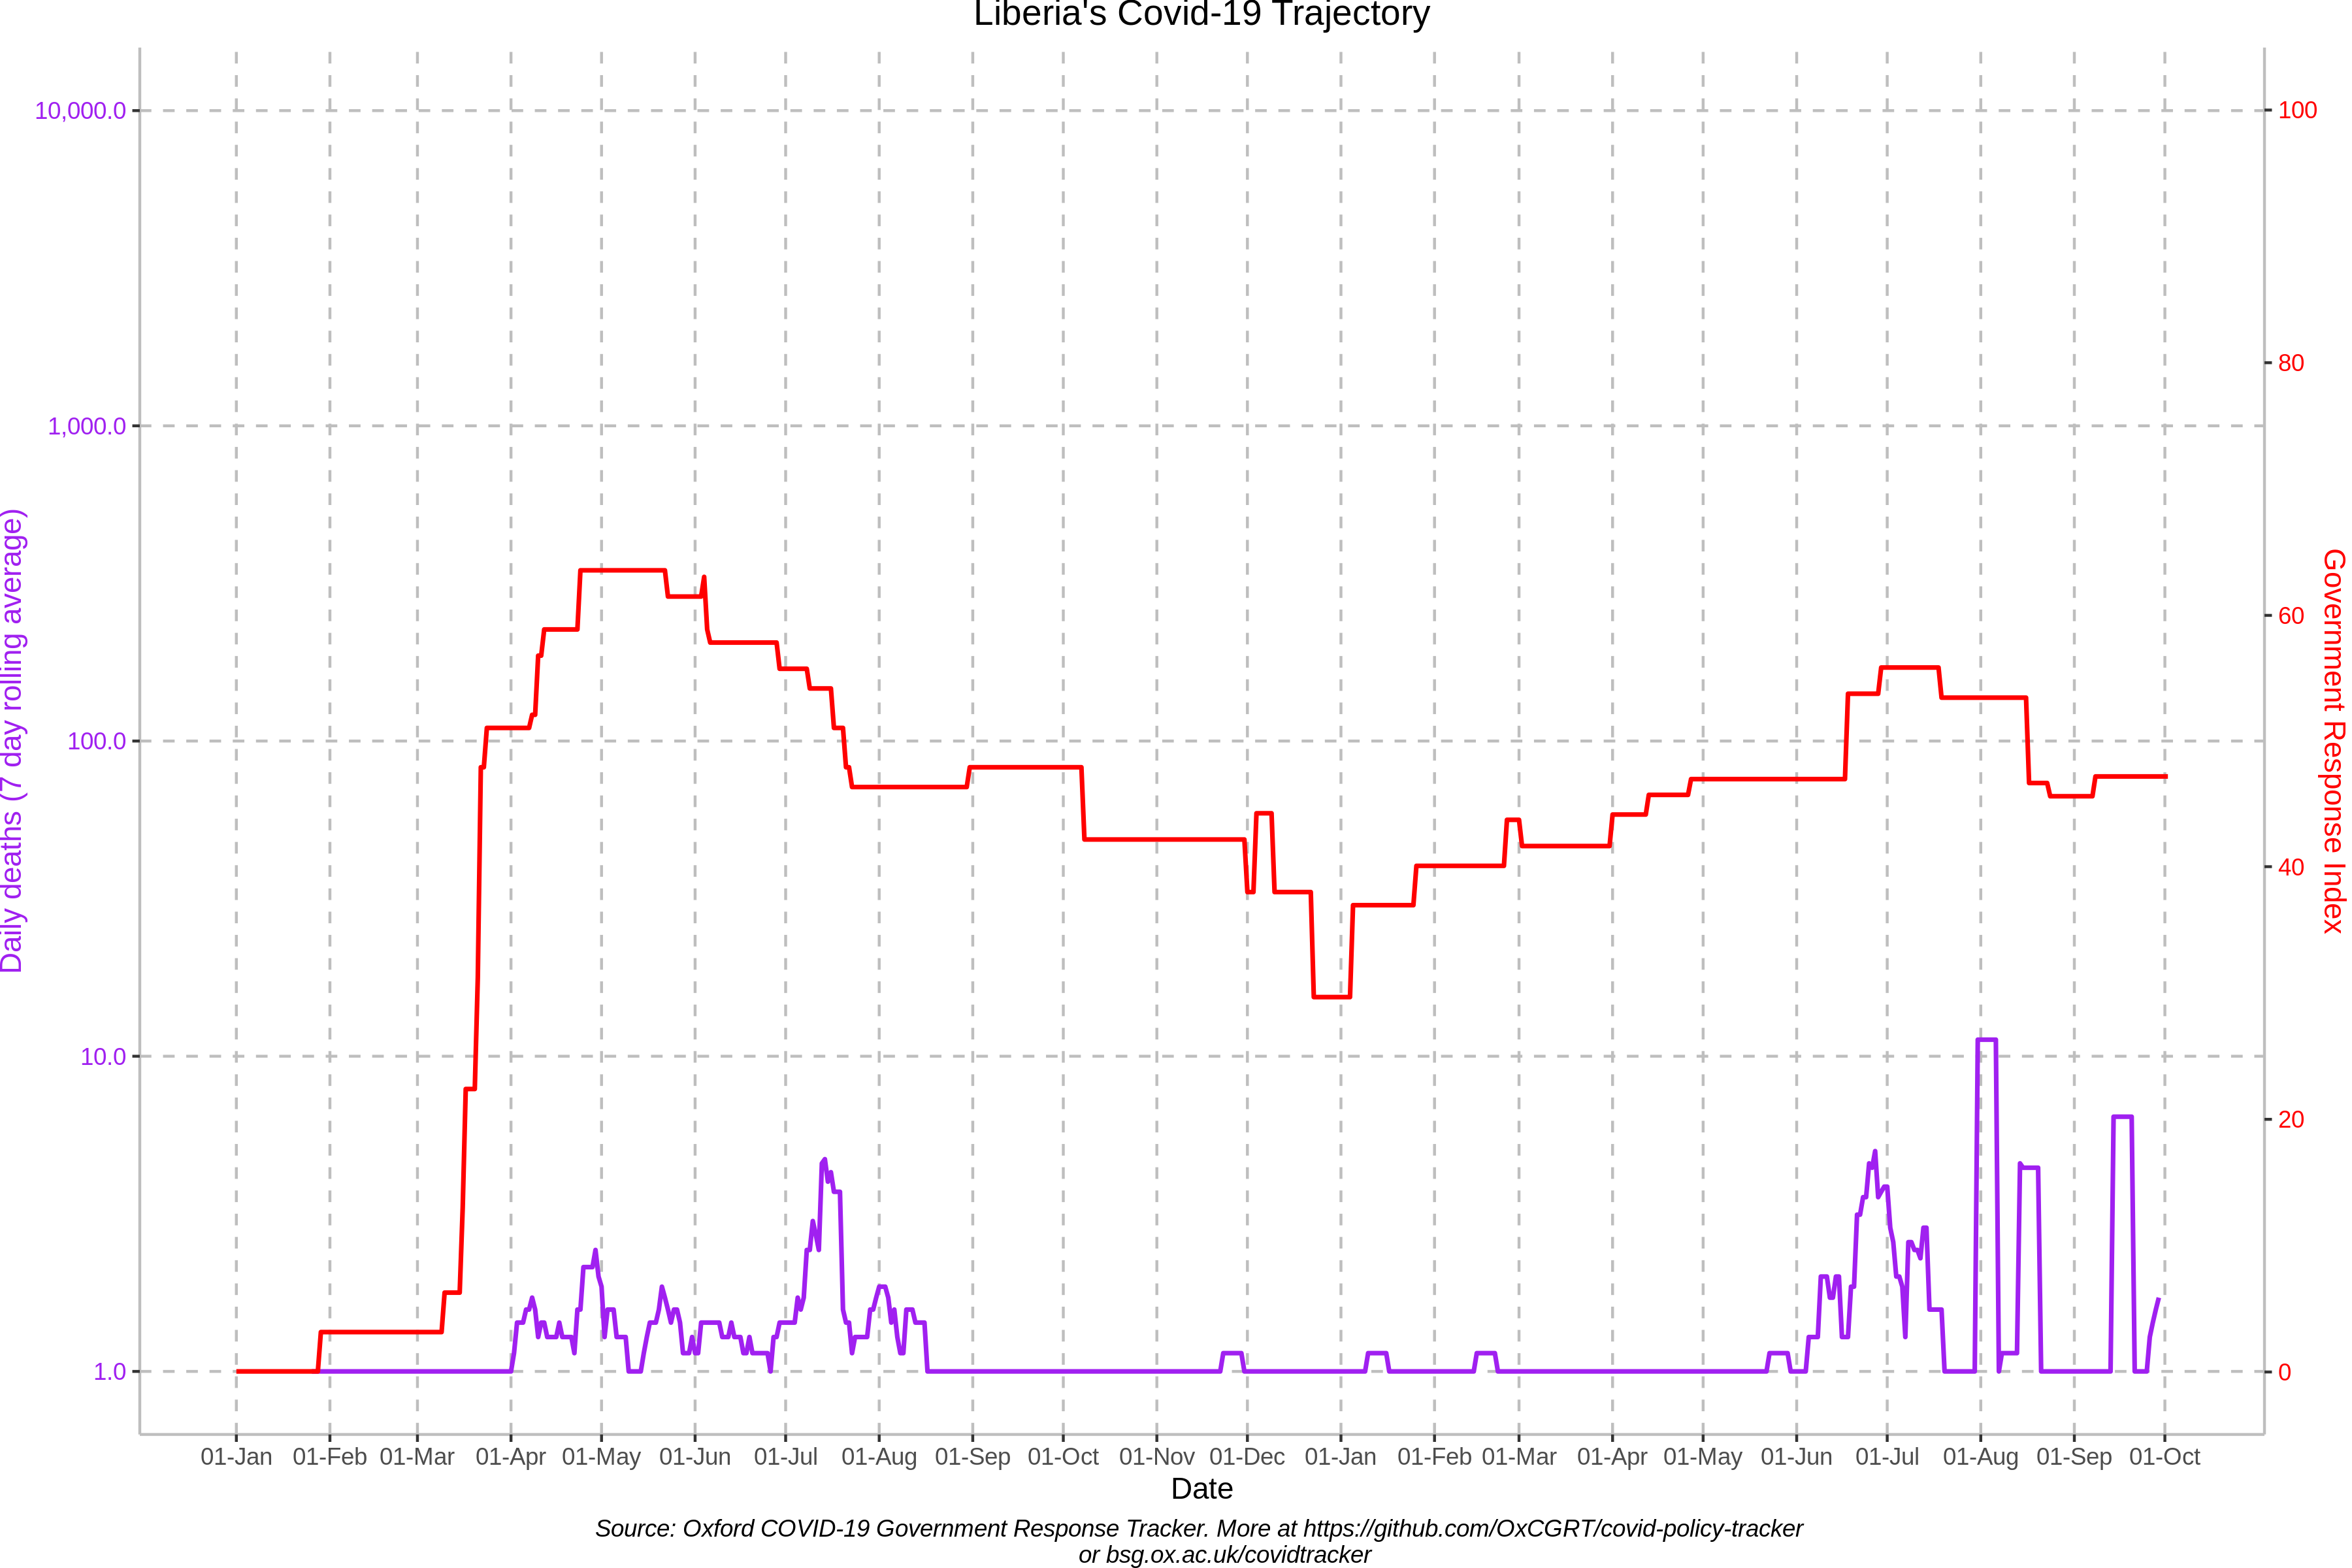 Liberia's Covid-19 Trajectory
10,000.0
1,000.0
100.0
10.0
1.0
Daily deaths (7 day rolling average)
100
80
60
40
20
0
Government Response Index
01-Jan 01-Feb 01-Mar 01-Apr 01-May 01-Jun 01-Jul 01-Aug 01-Sep 01-Oct 01-Nov 01-Dec 01-Jan 01-Feb 01-Mar 01-Apr 01-May 01-Jun 01-Jul 01-Aug 01-Sep 01-Oct
Date
Source: Oxford COVID-19 Government Response Tracker. More at https://github.com/OxCGRT/covid-policy-tracker
or bsg.ox.ac.uk/covidtracker